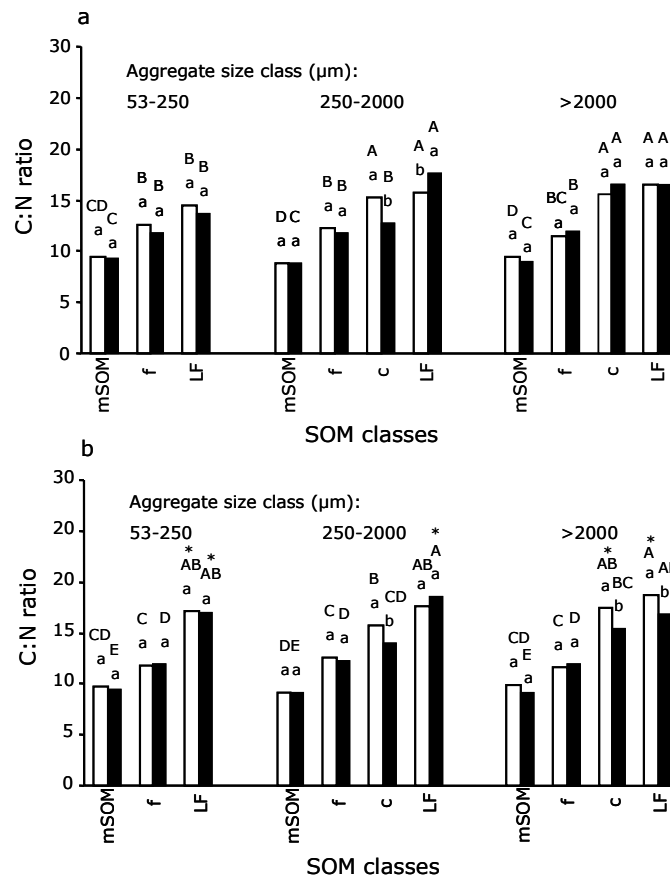 a
C:N ratio
30
20
20
15
10
5
0
Aggregate size class (µm):
53-250 250-2000 >2000
CD C B B B B
a a a a a a
D C B B A B A A
a a a a a b b a
D C BC B A A A A
a a a a a a a a
mSOM f LF mSOM f c LF mSOM f c LF
SOM classes
b
C:N ratio
30
20
20
15
10
5
0
Aggregate size class (µm):
53-250 250-2000 >2000
* * * * *
CD E C D AB AB
a a a a a a
DE C D B CD AB A
a a a a a b a a
CD E C D AB BC A
a a a a a b a b
mSOM f LF mSOM f c LF mSOM f c LF
SOM classes